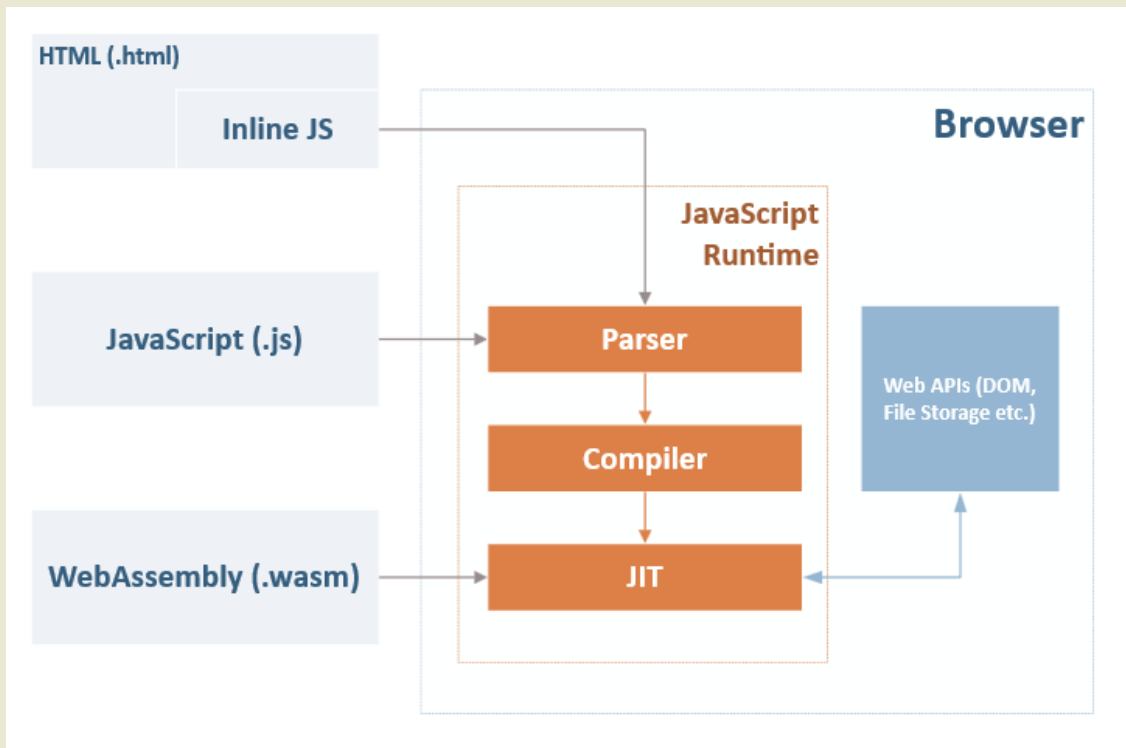 HTML (.html)
Inline JS
Browser
JavaScript
Runtime
JavaScript (.js)
Parser
Web APIs (DOM,
File Storage etc.)
Compiler
WebAssembly (.wasm)
JIT